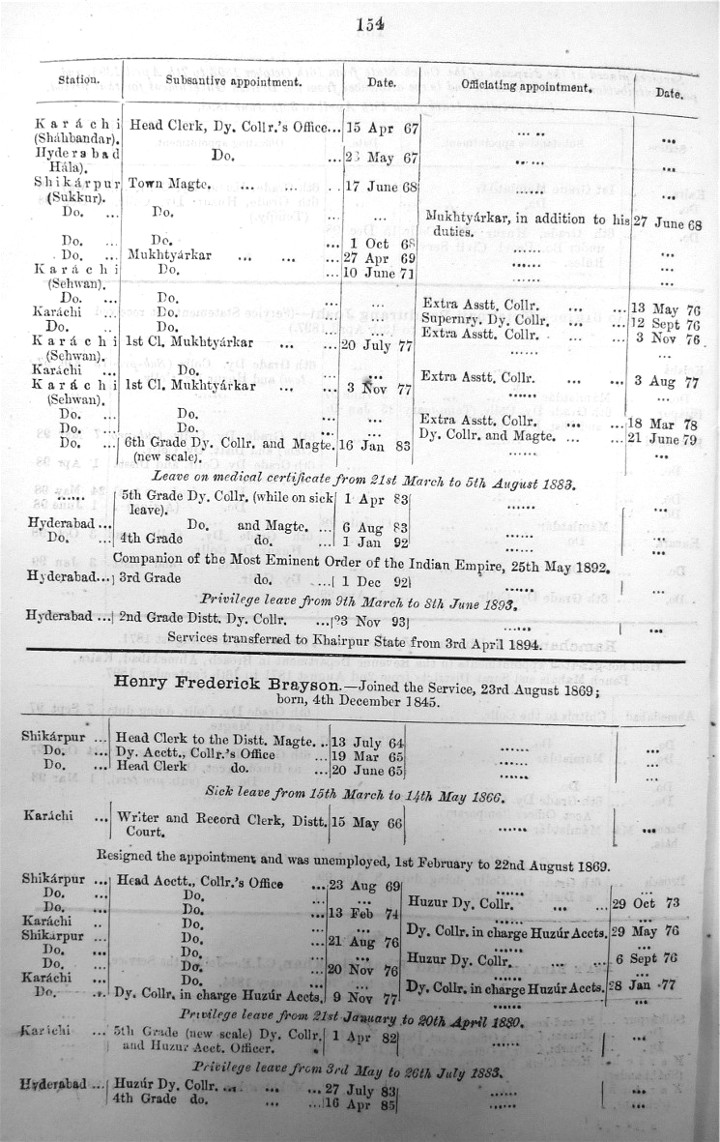 154
Station. Subsantive appointment. Date. Officiating appointment. Date.
Karáchi Head Clerk, Dy. Collr.'s Office... 15 Apr 67 ...... ...
(Sháhbandar).
Hyderabad Do. ... 23 May 67 ...... ...
Hála).
Shikárpur Town Magte. ... ... ... 17 June 68 ...... ...
(Sukkur).
Do. ... Do. ... Mukhtyárkar, in addition to his 27 June 68
duties.
Do. ... Do. ... 1 Oct 68 ...... ...
Do. ... Mukhtyárkar ... ... ... 27 Apr 69 ...... ...
Karáchi Do. ... 10 June 71 ...... ...
(Sehwan).
Do. ... Do. ... Extra Asstt. Collr. ... ... 13 May 76
Karáchi ... Do. ... Supernry. Dy. Collr. ... ... 12 Sept 76
Do. ... Do. ... Extra Asstt. Collr. ... ... 3 Nov 76
Karáchi 1st Cl. Mukhtyárkar ... ... 20 July 77 ...... ...
(Sehwan).
Karáchi ... Do. ... Extra Asstt. Collr. ... ... 3 Aug 77
Karáchi 1st Cl. Mukhtyárkar ... ... 3 Nov 77 ...... ...
(Sehwan).
Do. ... Do. ... Extra Asstt. Collr. ... ... 18 Mar 78
Do. ... Do. ... Dy. Collr. and Magte. ... ... 21 June 79
Do. ... 6th Grade Dy. Collr. and Magte. 16 Jan 83 ...... ...
(new scale).
Leave on medical certificate from 21st March to 5th August 1883.
...... 5th Grade Dy. Collr. (while on sick 1 Apr 83 ...... ...
leave).
Hyderabad... Do. and Magte. ... 6 Aug 83 ...... ...
Do. ... 4th Grade do. ... 1 Jan 92 ...... ...
Companion of the Most Eminent Order of the Indian Empire, 25th May 1892.
Hyderabad... 3rd Grade do. ... 1 Dec 92 ...... ...
Privilege leave from 9th March to 8th June 1893.
Hyderabad ... 2nd Grade Distt. Dy. Collr. ... 23 Nov 93 ...... ...
Services transferred to Khairpur State from 3rd April 1894.
Henry Frederick Brayson.—Joined the Service, 23rd August 1869;
born, 4th December 1845.
Shikárpur ... Head Clerk to the Distt. Magte. .. 13 July 64 ...... ...
Do. ... Dy. Acctt., Collr.'s Office ... 19 Mar 65 ...... ...
Do. ... Head Clerk do. ... 20 June 65 ...... ...
Sick leave from 15th March to 14th May 1866.
Karáchi ... Writer and Record Clerk, Distt. 15 May 66 ...... ...
Court.
Resigned the appointment and was unemployed, 1st February to 22nd August 1869.
Shikárpur ... Head Acctt., Collr.'s Office ... 23 Aug 69 ...... ...
Do. ... Do. Huzur Dy. Collr. ... ... 29 Oct 73
Do. ... Do. ... 13 Feb 74 ...... ...
Karáchi .. Do. Dy. Collr. in charge Huzúr Accts. 29 May 76
Shikarpur ... Do. ... 21 Aug 76 ...... ...
Do. ... Do. Huzur Dy. Collr. ... ... 6 Sept 76
Do. ... Do. ... 20 Nov 76 ...... ...
Karáchi ... Do. Dy. Collr. in charge Huzúr Accts. 28 Jan 77
Do. ... Dy. Collr. in charge Huzúr Accts. 9 Nov 77 ...... ...
Privilege leave from 21st January to 20th April 1880.
Karáchi ... 5th Grade (new scale) Dy. Collr. 1 Apr 82 ...... ...
and Huzur Acct. Officer.
Privilege leave from 3rd May to 26th July 1883.
Hyderabad ... Huzúr Dy. Collr. ... ... ... 27 July 83 ...... ...
4th Grade do. ... ... 16 Apr 85 ...... ...